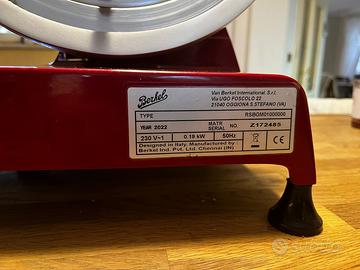 Berkel
Van Berkel International, S.r.l.
Via UGO FOSCOLO 22
21040 OGGIONA S.STEFANO (VA)
TYPE RSBGM01000000
YEAR 2022 MATR SERIAL NO. Z172485
230 V~1 0.19 kW 50Hz CE
Designed in Italy, Manufactured by
Berkel Ind. Pvt. Ltd. Chennai (IN)
subito